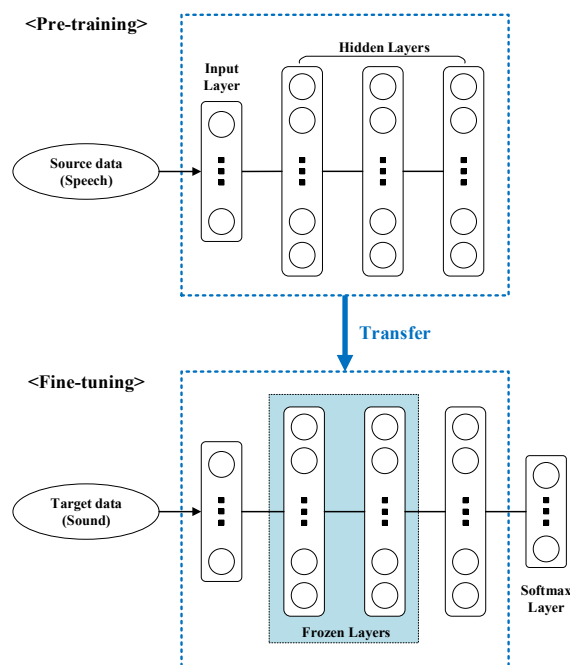 <Pre-training>
Hidden Layers
Input
Layer
Source data
(Speech)
Transfer
<Fine-tuning>
Target data
(Sound)
Softmax
Layer
Frozen Layers